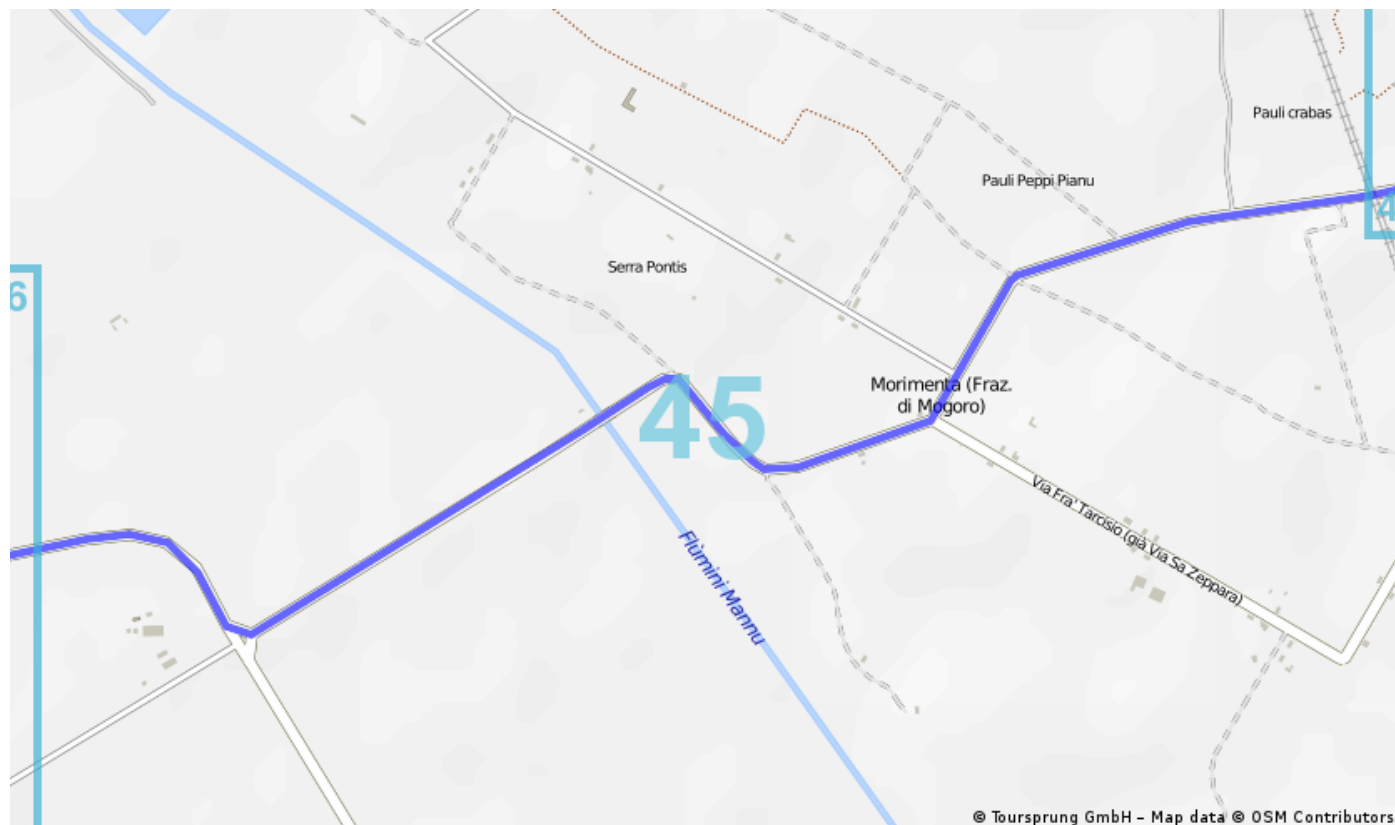 Pauli crabas
Pauli Peppi Pianu
4
Serra Pontis
6
45
Morimenta (Fraz.
di Mogoro)
Via Fra' Tarcisio (già Via Sa Zeppara)
Flùmini Mannu
© Toursprung GmbH – Map data © OSM Contributors